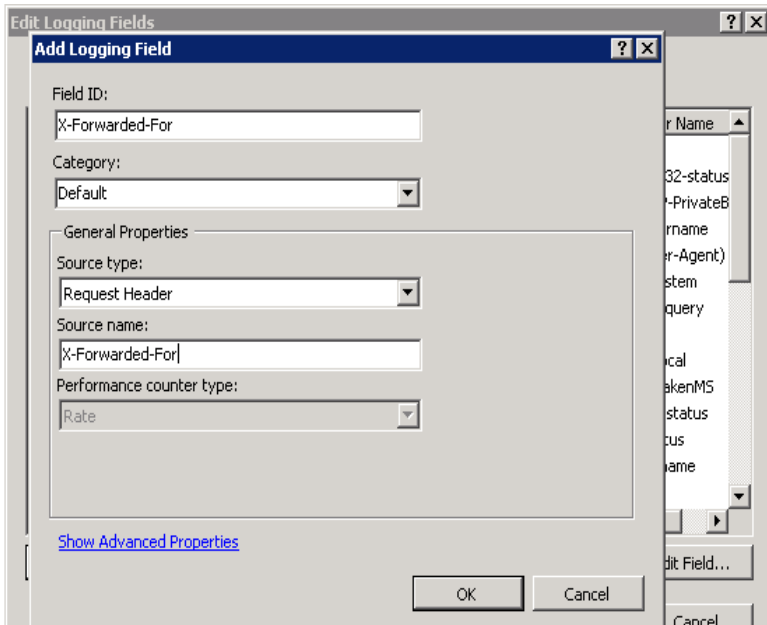 Edit Logging Fields
Add Logging Field
Field ID:
X-Forwarded-For
Category:
Default
General Properties
Source type:
Request Header
Source name:
X-Forwarded-For
Performance counter type:
Rate
Show Advanced Properties
OK
Cancel
r Name
32-status
-PrivateB
rname
r-Agent)
stem
query
cal
akenMS
status
tus
ame
dit Field...
Cancel